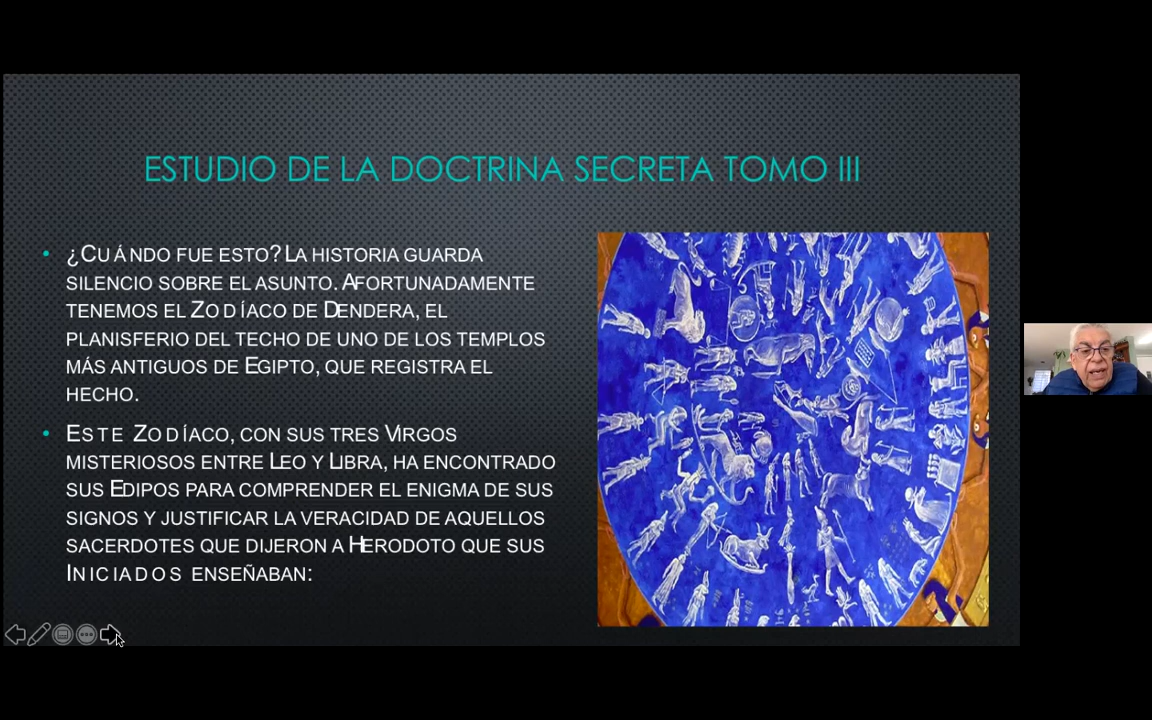 ESTUDIO DE LA DOCTRINA SECRETA TOMO III
• ¿CUÁNDO FUE ESTO? LA HISTORIA GUARDA
SILENCIO SOBRE EL ASUNTO. AFORTUNADAMENTE
TENEMOS EL ZODÍACO DE DENDERA, EL
PLANISFERIO DEL TECHO DE UNO DE LOS TEMPLOS
MÁS ANTIGUOS DE EGIPTO, QUE REGISTRA EL
HECHO.
• ESTE ZODÍACO, CON SUS TRES VIRGOS
MISTERIOSOS ENTRE LEO Y LIBRA, HA ENCONTRADO
SUS EDIPOS PARA COMPRENDER EL ENIGMA DE SUS
SIGNOS Y JUSTIFICAR LA VERACIDAD DE AQUELLOS
SACERDOTES QUE DIJERON A HERODOTO QUE SUS
INICIADOS ENSEÑABAN: